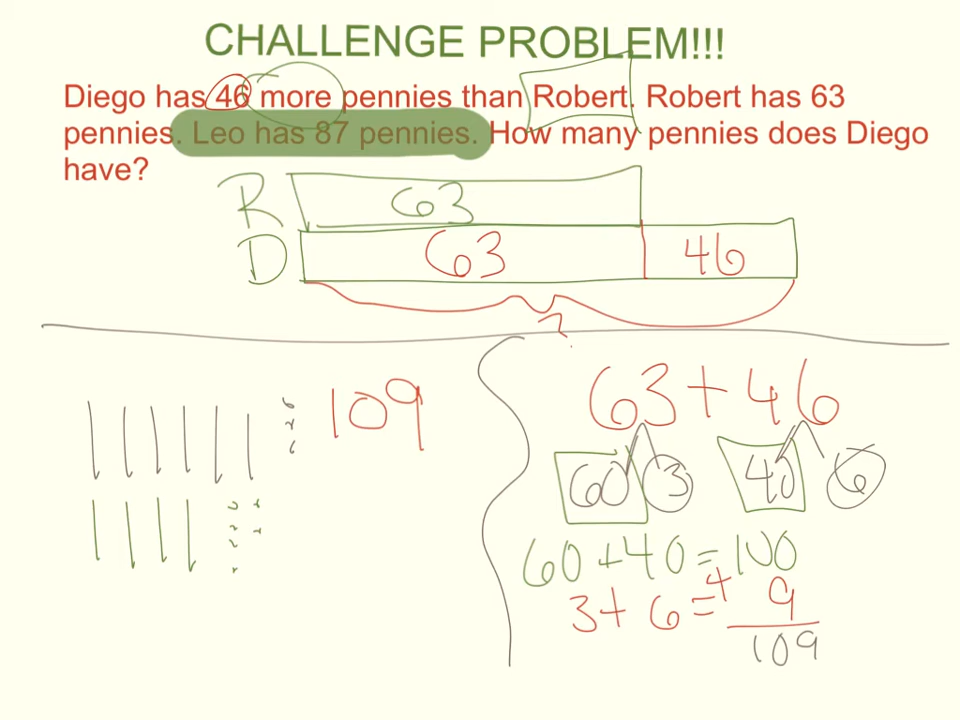 CHALLENGE PROBLEM!!!
Diego has 46 more pennies than Robert. Robert has 63
pennies. Leo has 87 pennies. How many pennies does Diego
have?
R 63
D 63 46
?
109
63 + 46
60 3 40 6
60 + 40 = 100
3 + 6 = + 9
109